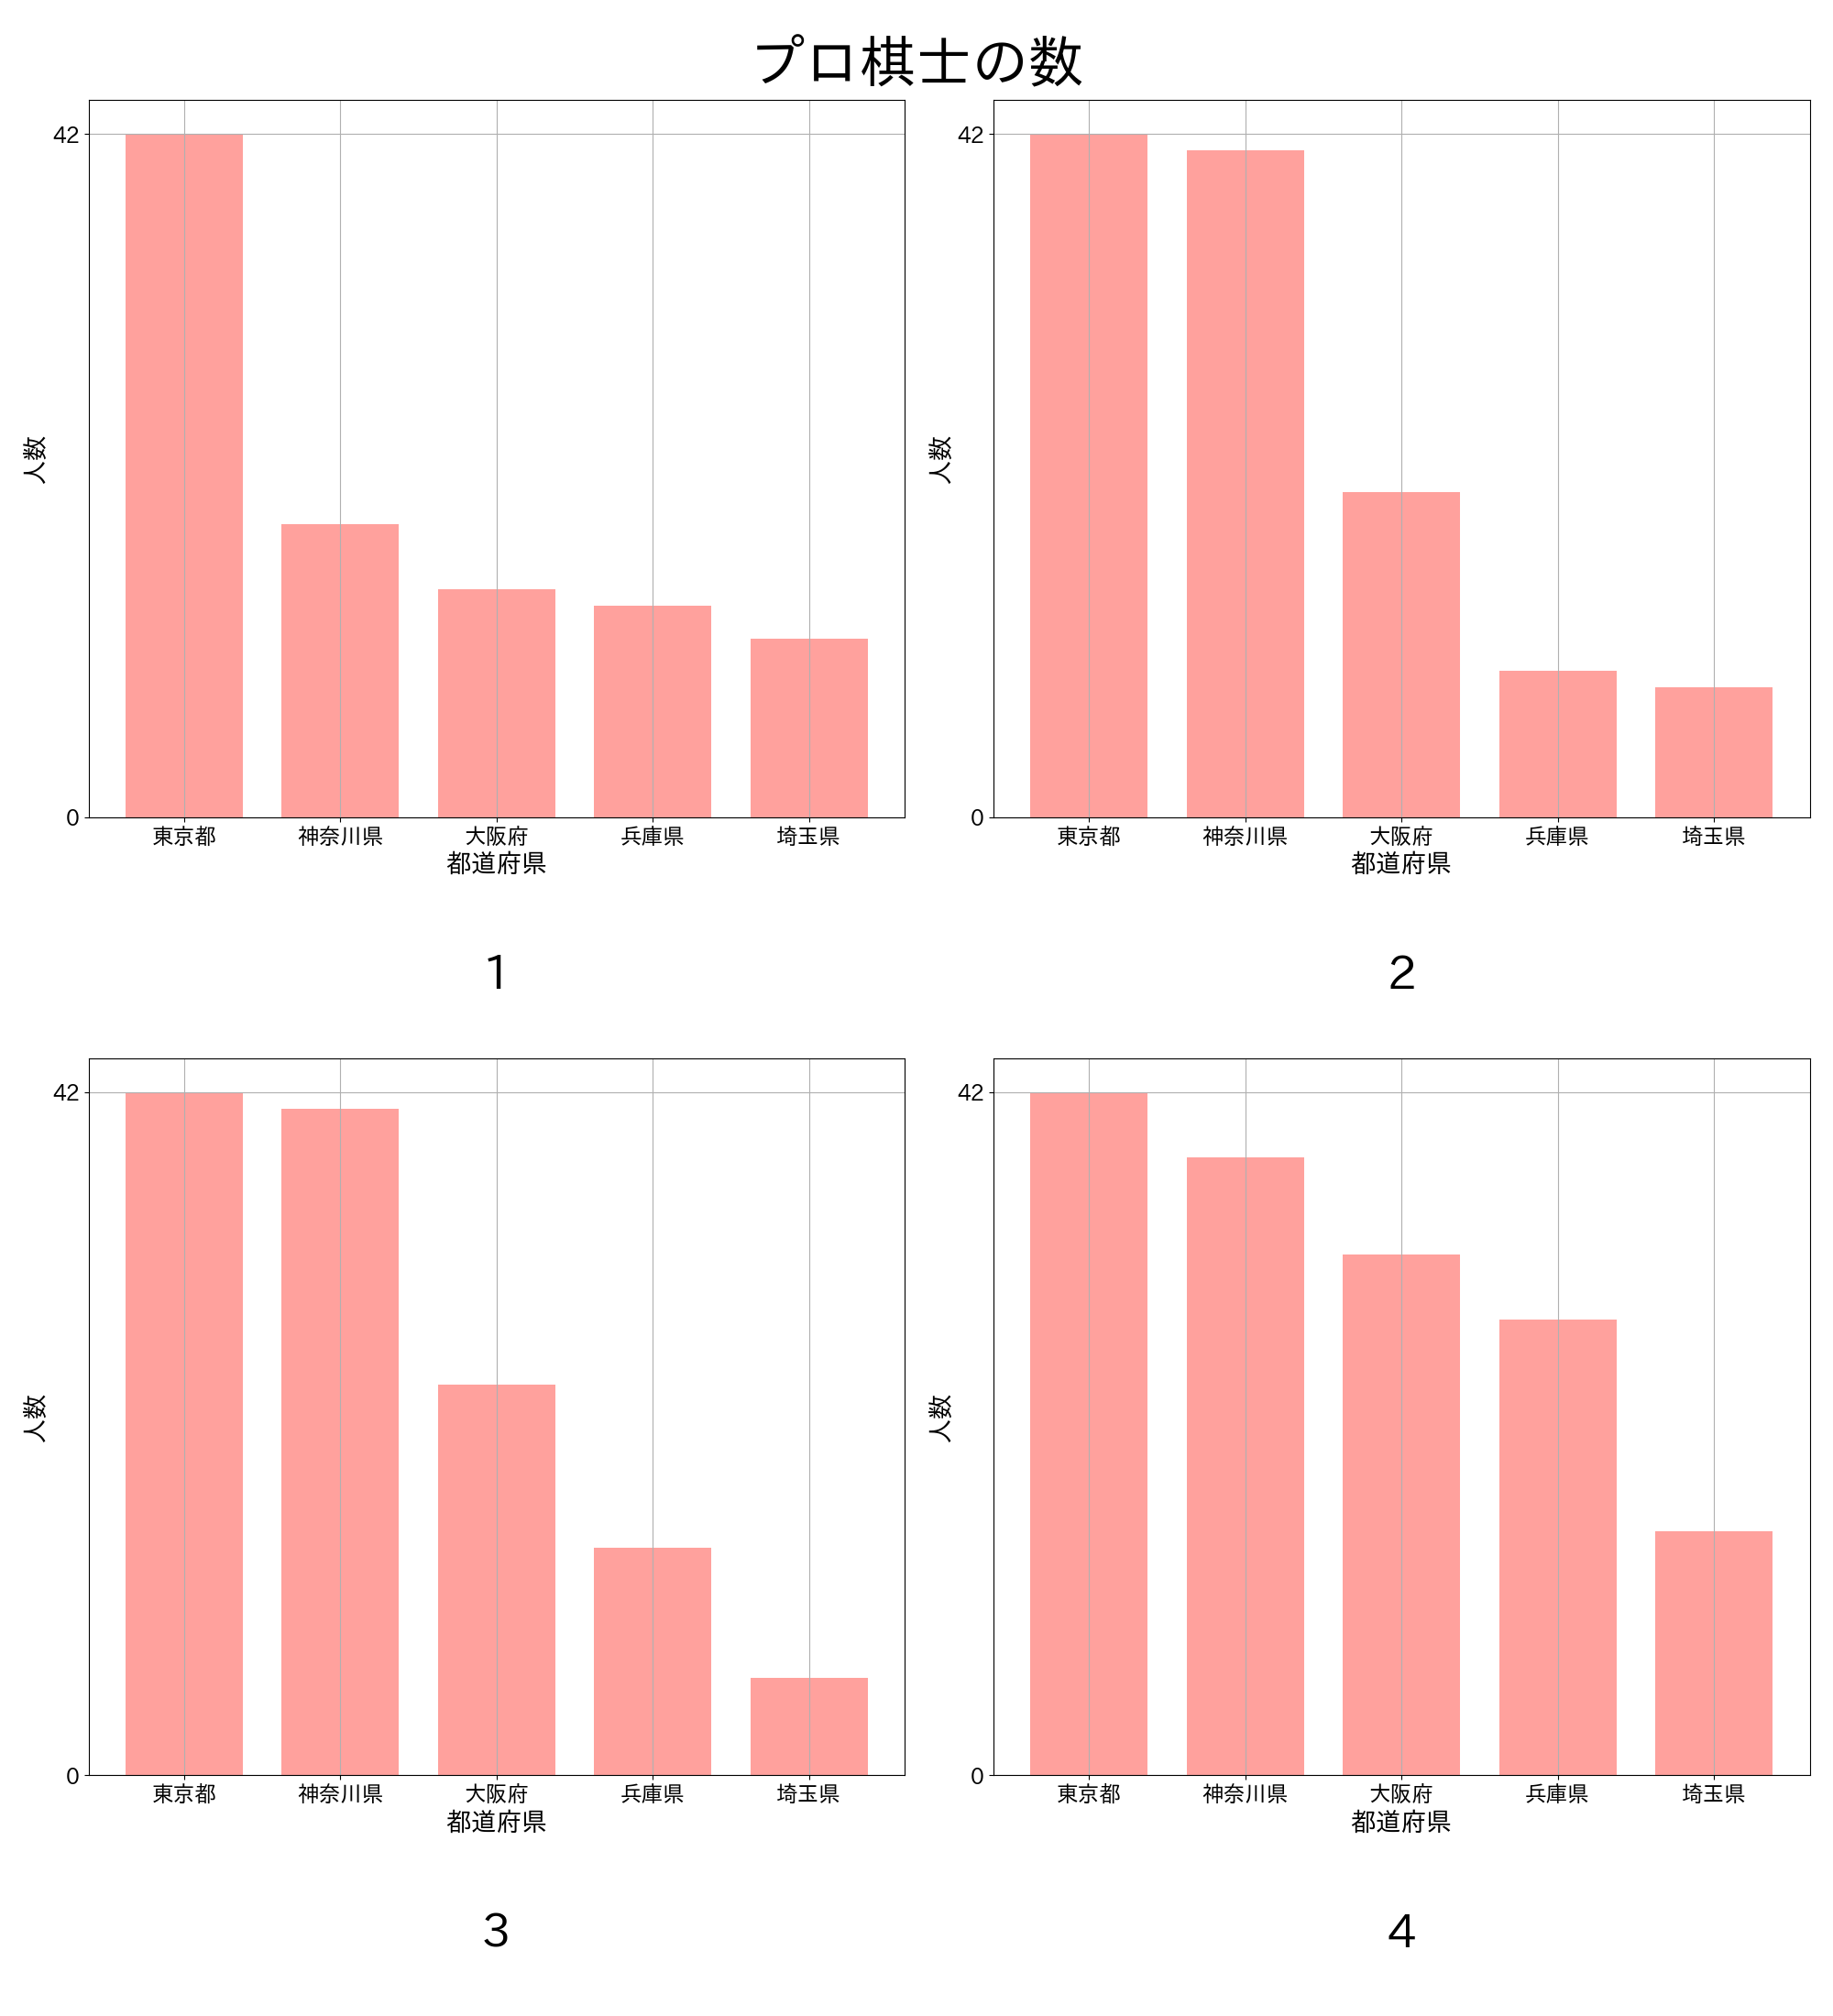 プロ棋士の数
42
人数
0
東京都 神奈川県 大阪府 兵庫県 埼玉県
都道府県
1
42
人数
0
東京都 神奈川県 大阪府 兵庫県 埼玉県
都道府県
2
42
人数
0
東京都 神奈川県 大阪府 兵庫県 埼玉県
都道府県
3
42
人数
0
東京都 神奈川県 大阪府 兵庫県 埼玉県
都道府県
4